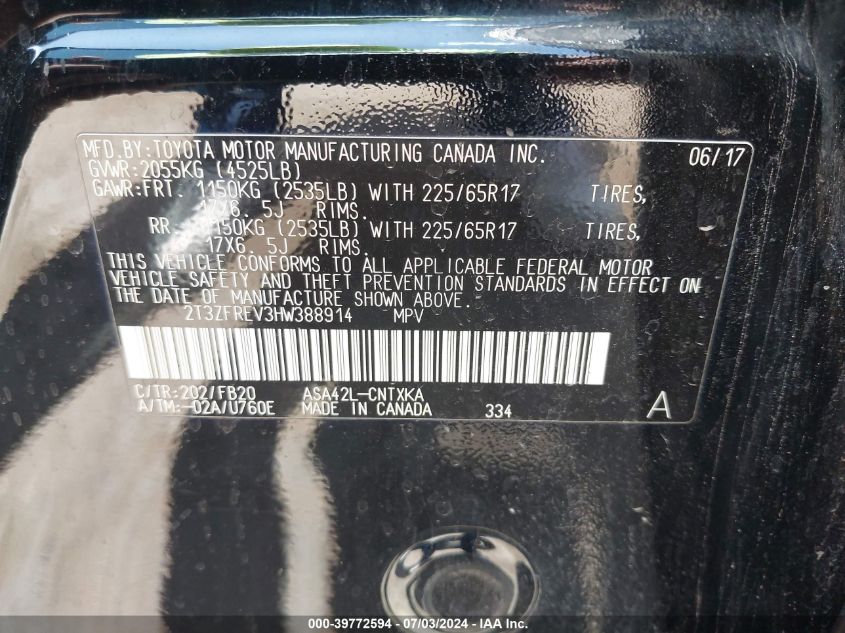 MFD.BY:TOYOTA MOTOR MANUFACTURING CANADA INC. 06/17
GVWR:2055KG (4525LB)
GAWR:FRT. 1150KG (2535LB) WITH 225/65R17 TIRES,
17X6.5J RIMS.
RR. 1150KG (2535LB) WITH 225/65R17 TIRES,
17X6.5J RIMS.
THIS VEHICLE CONFORMS TO ALL APPLICABLE FEDERAL MOTOR
VEHICLE SAFETY AND THEFT PREVENTION STANDARDS IN EFFECT ON
THE DATE OF MANUFACTURE SHOWN ABOVE.
2T3ZFREV3HW388914 MPV
C/TR:202/FB20 ASA42L-CNTXKA
A/TM:-02A/U760E MADE IN CANADA 334 A
000-39772594 - 07/03/2024 - IAA Inc.